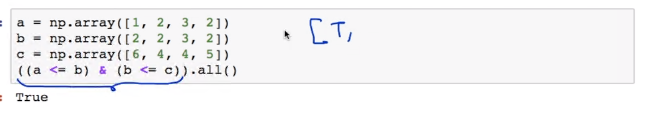 a = np.array([1, 2, 3, 2])
b = np.array([2, 2, 3, 2])
c = np.array([6, 4, 4, 5])
((a <= b) & (b <= c)).all()
[T,
: True